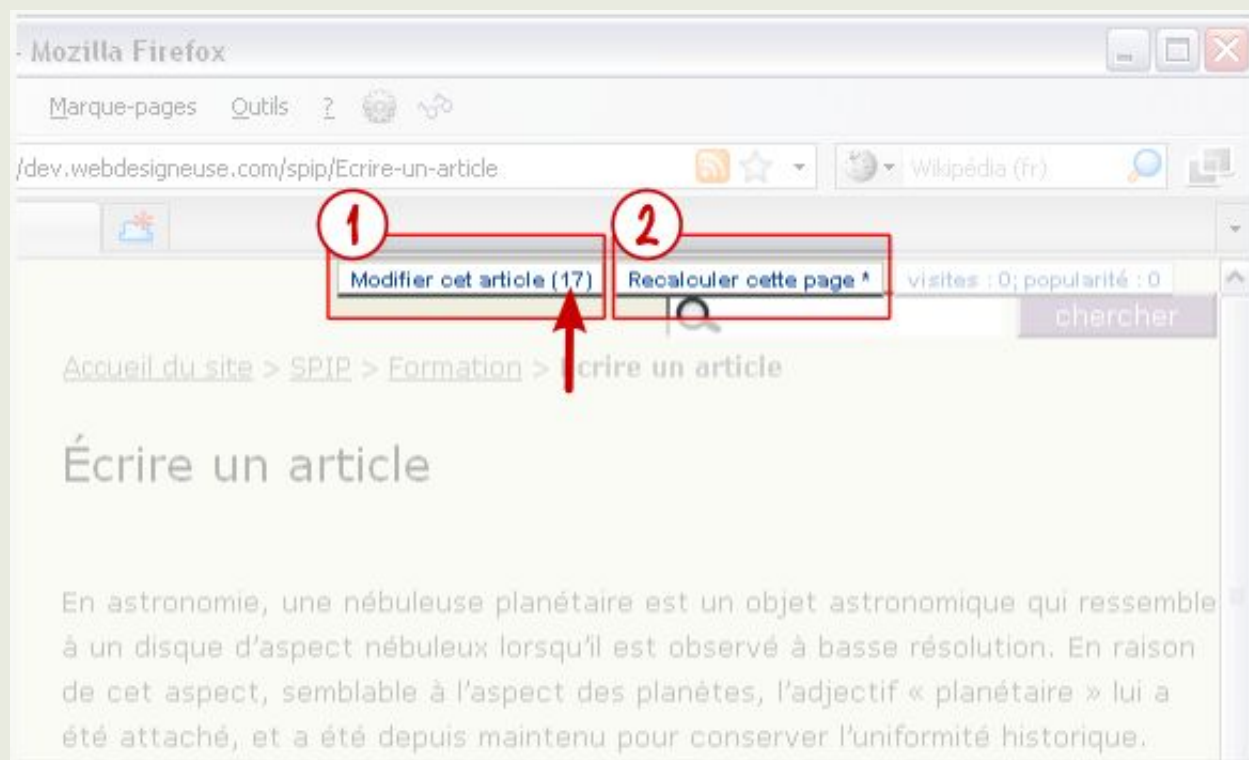 - Mozilla Firefox
Marque-pages Outils ?
/dev.webdesigneuse.com/spip/Ecrire-un-article Wikipédia (fr)
1 2
Modifier cet article (17) Recalculer cette page * visites : 0; popularité : 0
chercher
Accueil du site > SPIP > Formation > Ecrire un article
Écrire un article
En astronomie, une nébuleuse planétaire est un objet astronomique qui ressemble
à un disque d'aspect nébuleux lorsqu'il est observé à basse résolution. En raison
de cet aspect, semblable à l'aspect des planètes, l'adjectif « planétaire » lui a
été attaché, et a été depuis maintenu pour conserver l'uniformité historique.